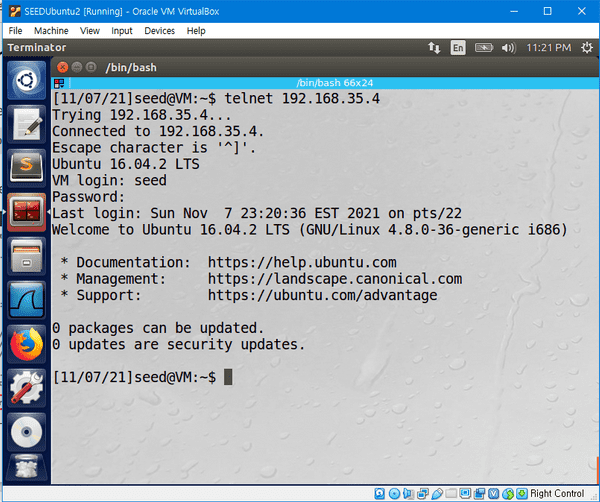 SEEDUbuntu2 [Running] - Oracle VM VirtualBox
File Machine View Input Devices Help
Terminator En 11:21 PM
/bin/bash
/bin/bash 66x24
[11/07/21]seed@VM:~$ telnet 192.168.35.4
Trying 192.168.35.4...
Connected to 192.168.35.4.
Escape character is '^]'.
Ubuntu 16.04.2 LTS
VM login: seed
Password:
Last login: Sun Nov  7 23:20:36 EST 2021 on pts/22
Welcome to Ubuntu 16.04.2 LTS (GNU/Linux 4.8.0-36-generic i686)
 * Documentation:  https://help.ubuntu.com
 * Management:     https://landscape.canonical.com
 * Support:        https://ubuntu.com/advantage
0 packages can be updated.
0 updates are security updates.
[11/07/21]seed@VM:~$
Right Control